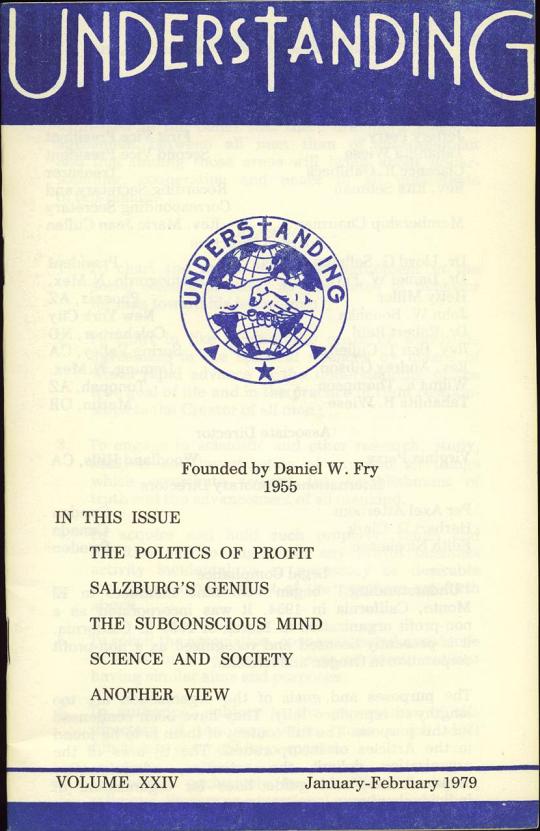 UNDERSTANDING
UNDERSTANDING
Founded by Daniel W. Fry
1955
IN THIS ISSUE
THE POLITICS OF PROFIT
SALZBURG'S GENIUS
THE SUBCONSCIOUS MIND
SCIENCE AND SOCIETY
ANOTHER VIEW
VOLUME XXIV
January-February 1979